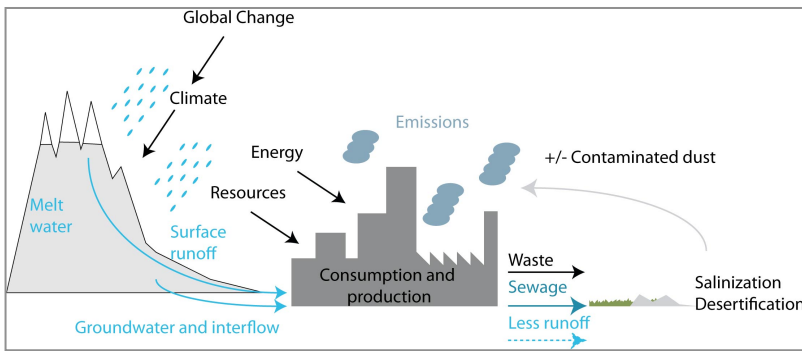 Global Change
Climate
Emissions
Energy
+/- Contaminated dust
Resources
Melt
water
Surface
runoff
Consumption and
production
Waste
Sewage
Less runoff
Salinization
Desertification
Groundwater and interflow